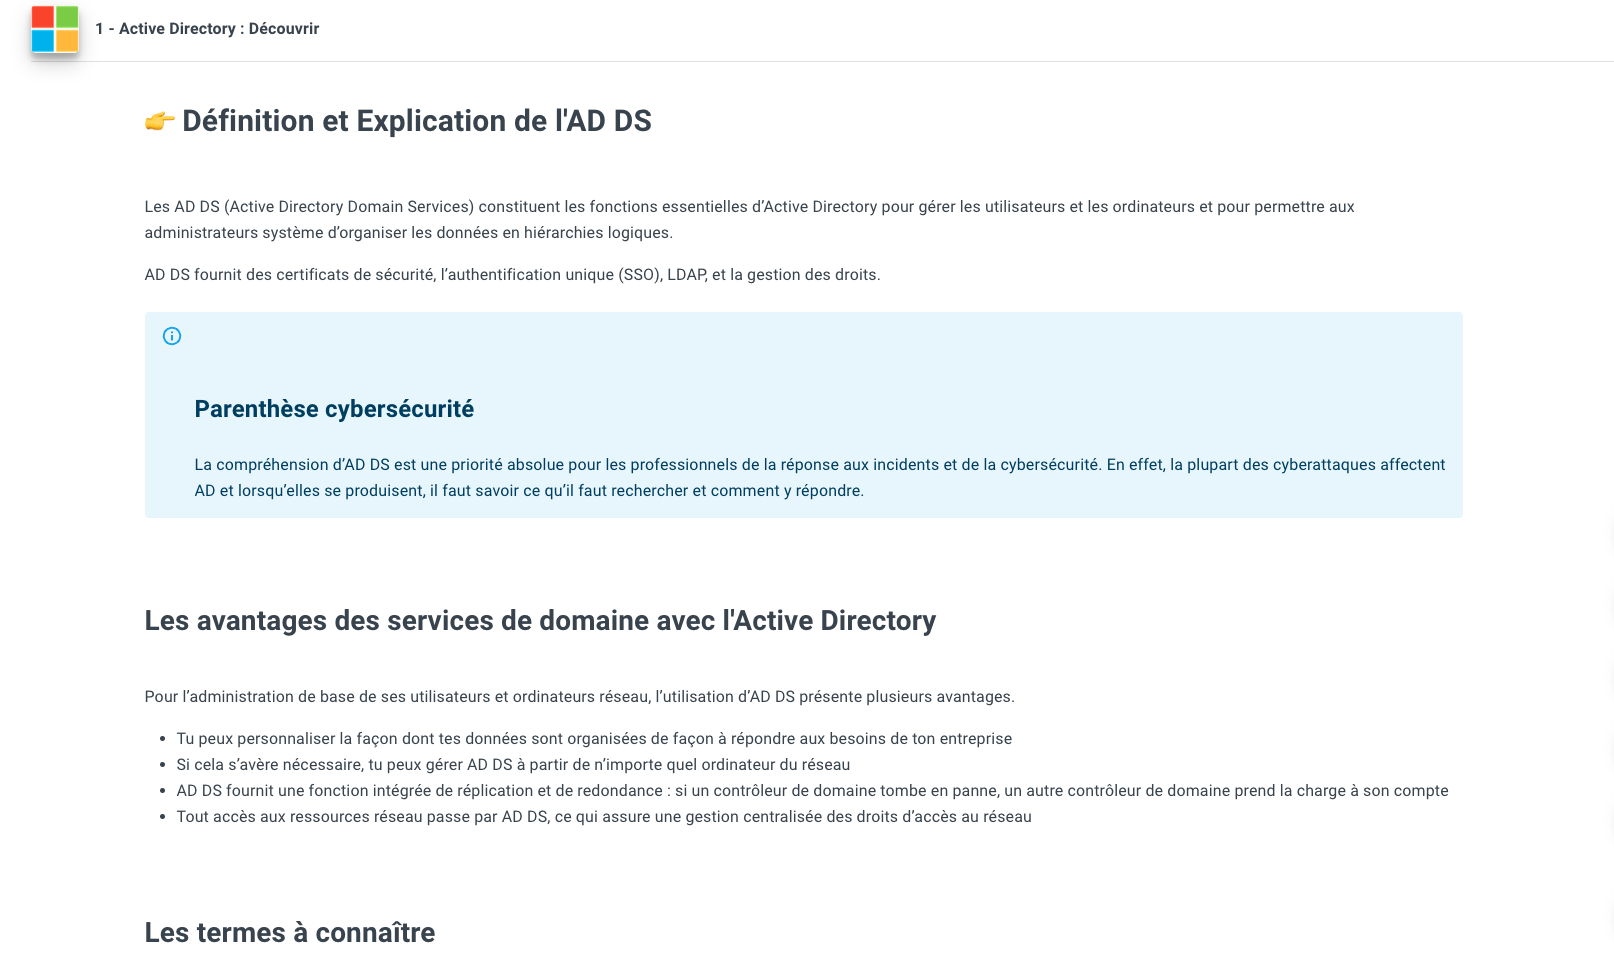 1 - Active Directory : Découvrir
👉 Définition et Explication de l'AD DS
Les AD DS (Active Directory Domain Services) constituent les fonctions essentielles d’Active Directory pour gérer les utilisateurs et les ordinateurs et pour permettre aux
administrateurs système d’organiser les données en hiérarchies logiques.
AD DS fournit des certificats de sécurité, l’authentification unique (SSO), LDAP, et la gestion des droits.
Parenthèse cybersécurité
La compréhension d’AD DS est une priorité absolue pour les professionnels de la réponse aux incidents et de la cybersécurité. En effet, la plupart des cyberattaques affectent
AD et lorsqu’elles se produisent, il faut savoir ce qu’il faut rechercher et comment y répondre.
Les avantages des services de domaine avec l'Active Directory
Pour l’administration de base de ses utilisateurs et ordinateurs réseau, l’utilisation d’AD DS présente plusieurs avantages.
• Tu peux personnaliser la façon dont tes données sont organisées de façon à répondre aux besoins de ton entreprise
• Si cela s’avère nécessaire, tu peux gérer AD DS à partir de n’importe quel ordinateur du réseau
• AD DS fournit une fonction intégrée de réplication et de redondance : si un contrôleur de domaine tombe en panne, un autre contrôleur de domaine prend la charge à son compte
• Tout accès aux ressources réseau passe par AD DS, ce qui assure une gestion centralisée des droits d’accès au réseau
Les termes à connaître